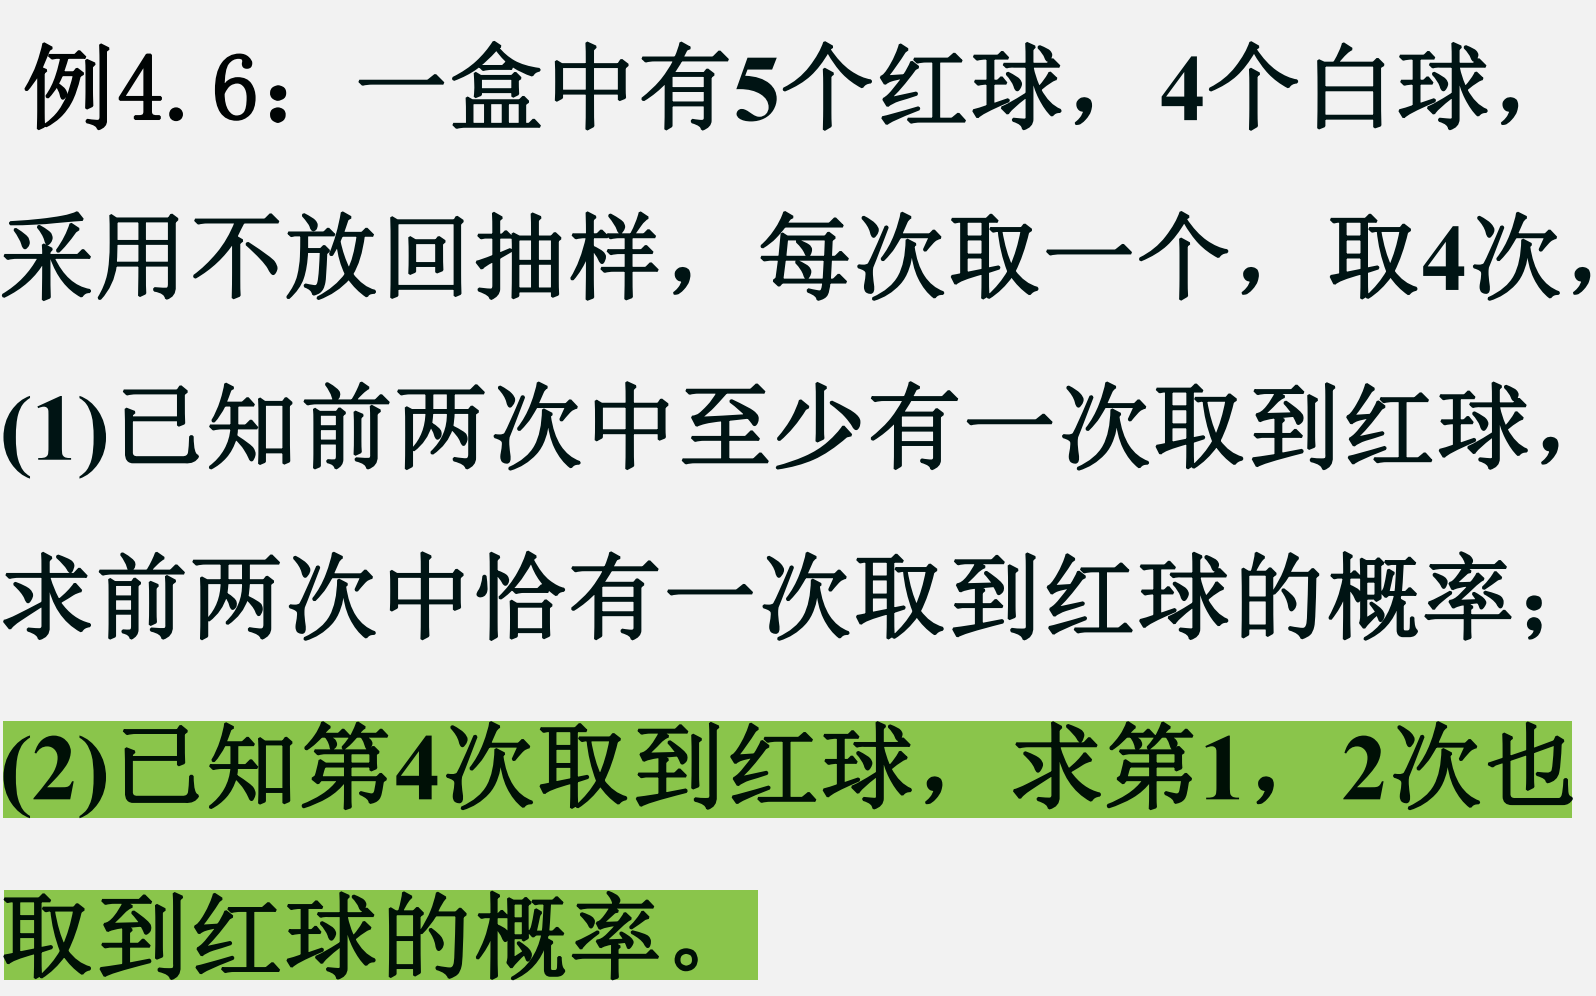 例4.6：一盒中有5个红球，4个白球，
采用不放回抽样，每次取一个，取4次，
(1)已知前两次中至少有一次取到红球，
求前两次中恰有一次取到红球的概率；
(2)已知第4次取到红球，求第1，2次也
取到红球的概率。